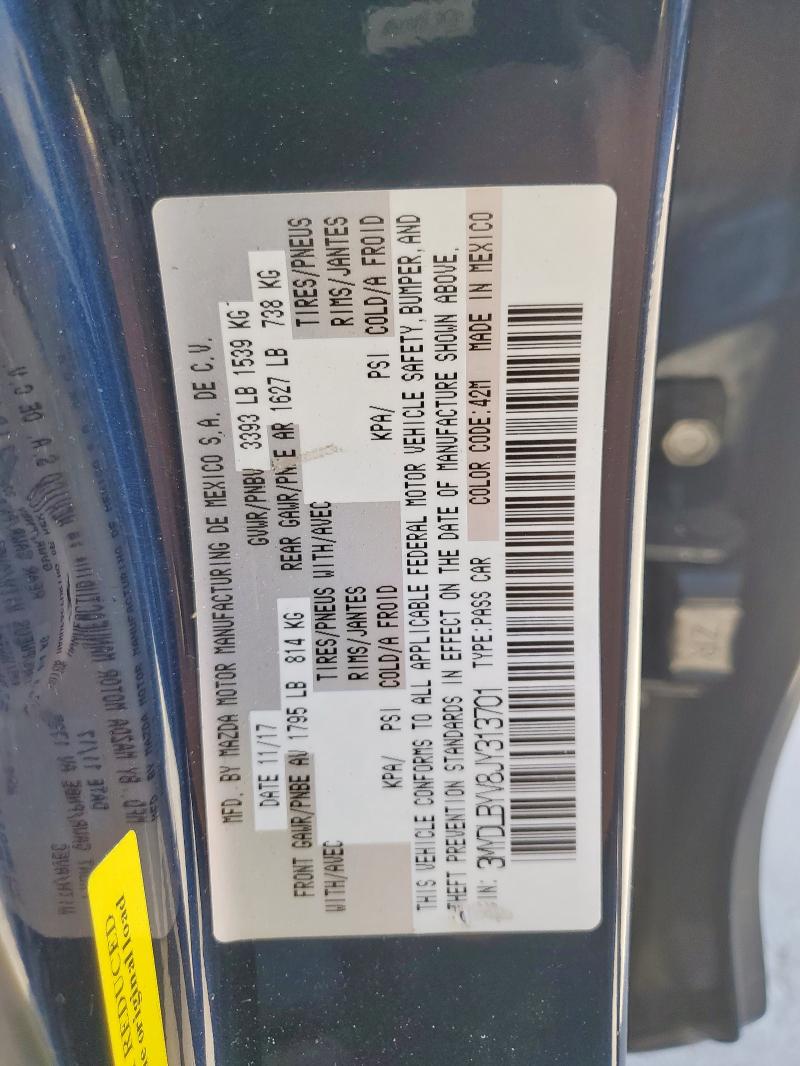 MFD. BY MAZDA MOTOR MANUFACTURING DE MEXICO S.A. DE C.V.
DATE 11/17 GVWR/PNBV 3393 LB 1539 KG
FRONT GAWR/PNBE AV 1795 LB 814 KG REAR GAWR/PNBE AR 1627 LB 738 KG
WITH/AVEC TIRES/PNEUS WITH/AVEC TIRES/PNEUS
RIMS/JANTES RIMS/JANTES
KPA/ PSI COLD/A FROID KPA/ PSI COLD/A FROID
THIS VEHICLE CONFORMS TO ALL APPLICABLE FEDERAL MOTOR VEHICLE SAFETY, BUMPER, AND
THEFT PREVENTION STANDARDS IN EFFECT ON THE DATE OF MANUFACTURE SHOWN ABOVE.
VIN: 3MYDLBYV8JY313701 TYPE:PASS CAR COLOR CODE:42M MADE IN MEXICO
REDUCED
original load